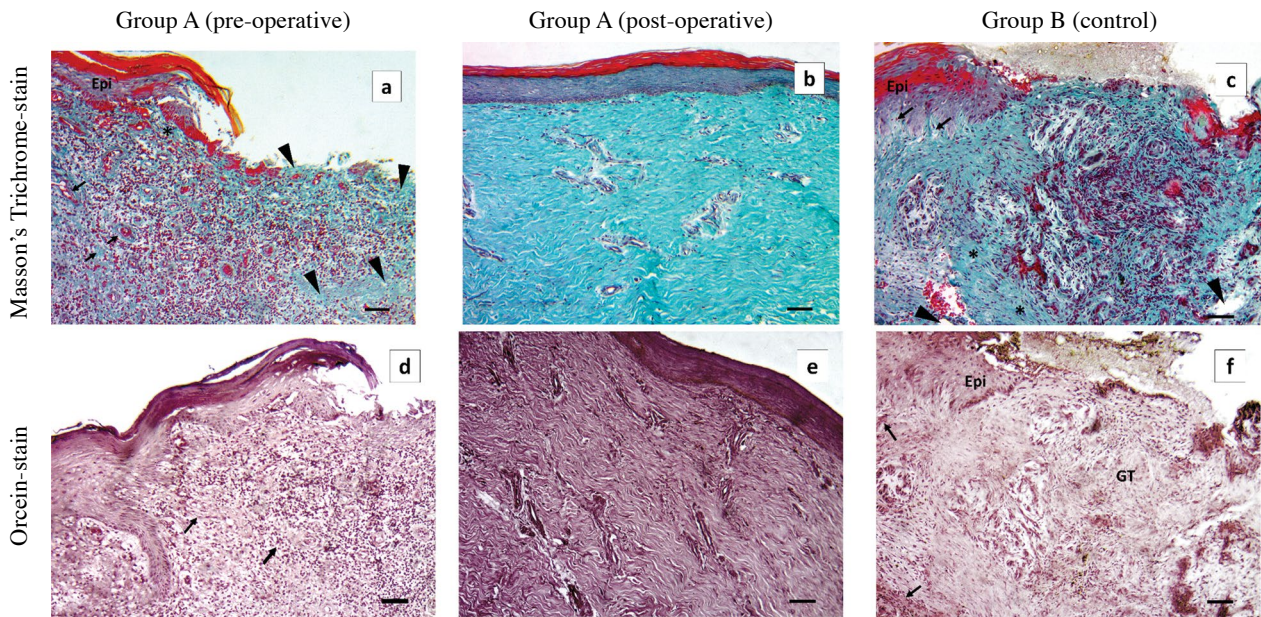 Group A (pre-operative)
Group A (post-operative)
Group B (control)
Masson's Trichrome-stain
Epi
*
a
b
Epi
c
*
*
Orcein-stain
d
e
Epi
f
GT